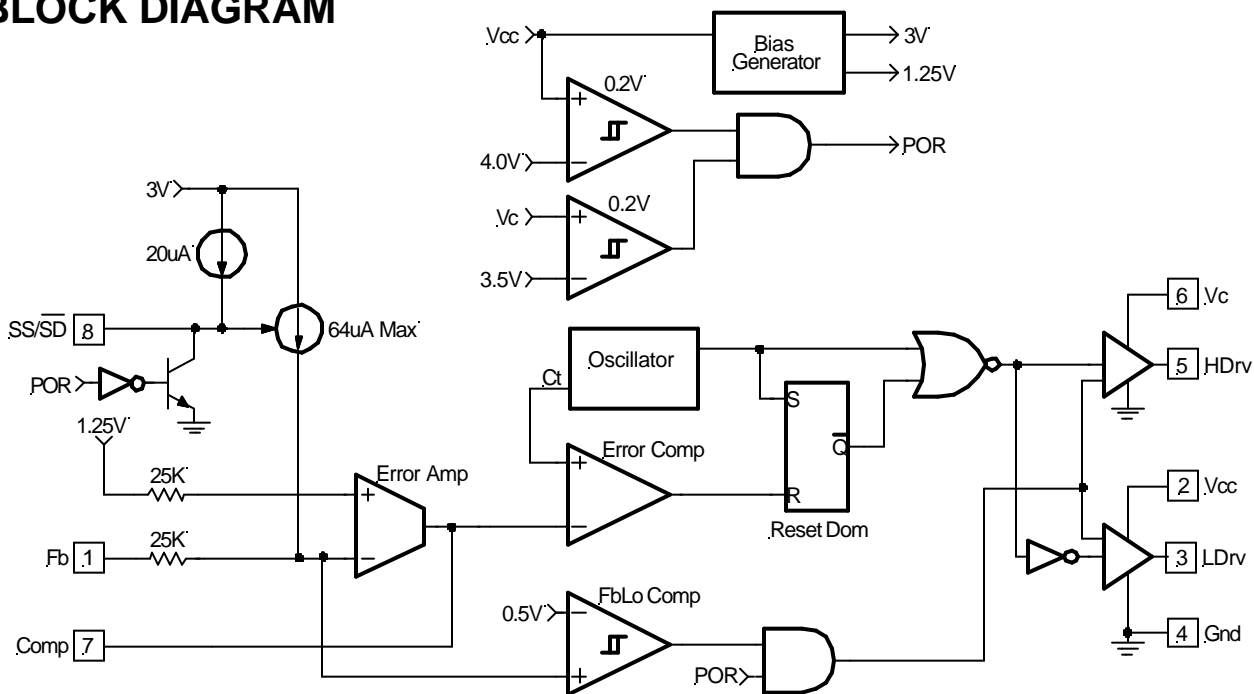 BLOCK DIAGRAM
Vcc
Bias
Generator
3V
1.25V
0.2V
+
4.0V
−
POR
3V
20uA
Vc
+
0.2V
3.5V
−
SS/SD 8
64uA Max
POR
1.25V
Ct
Oscillator
6 Vc
5 HDrv
25K
+
Error Amp
+
Error Comp
−
S
Q
R
Reset Dom
2 Vcc
Fb 1
25K
−
3 LDrv
FbLo Comp
0.5V
−
+
POR
Comp 7
4 Gnd